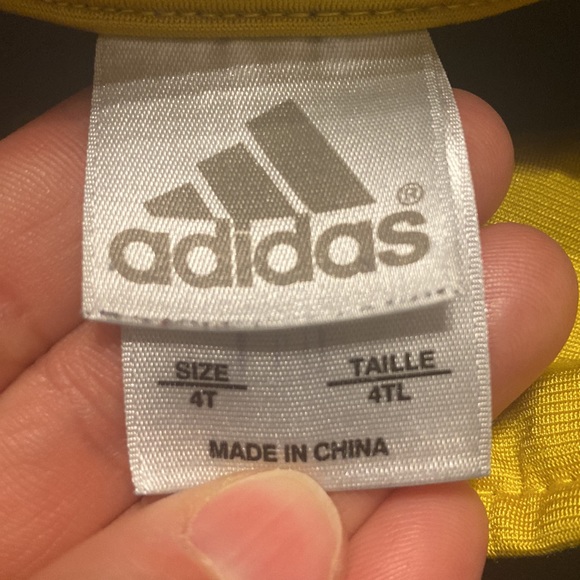 adidas®
SIZE TAILLE
4T 4TL
MADE IN CHINA